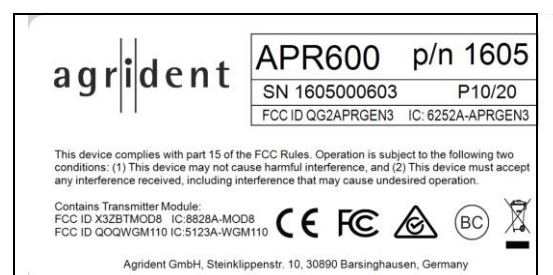 agrident
APR600 p/n 1605
SN 1605000603 P10/20
FCC ID QG2APRGEN3 IC: 6252A-APRGEN3
This device complies with part 15 of the FCC Rules. Operation is subject to the following two
conditions: (1) This device may not cause harmful interference, and (2) This device must accept
any interference received, including interference that may cause undesired operation.
Contains Transmitter Module:
FCC ID X3ZBTMOD8 IC:8828A-MOD8
FCC ID QOQWGM110 IC:5123A-WGM110
CE FC BC
Agrident GmbH, Steinklippenstr. 10, 30890 Barsinghausen, Germany